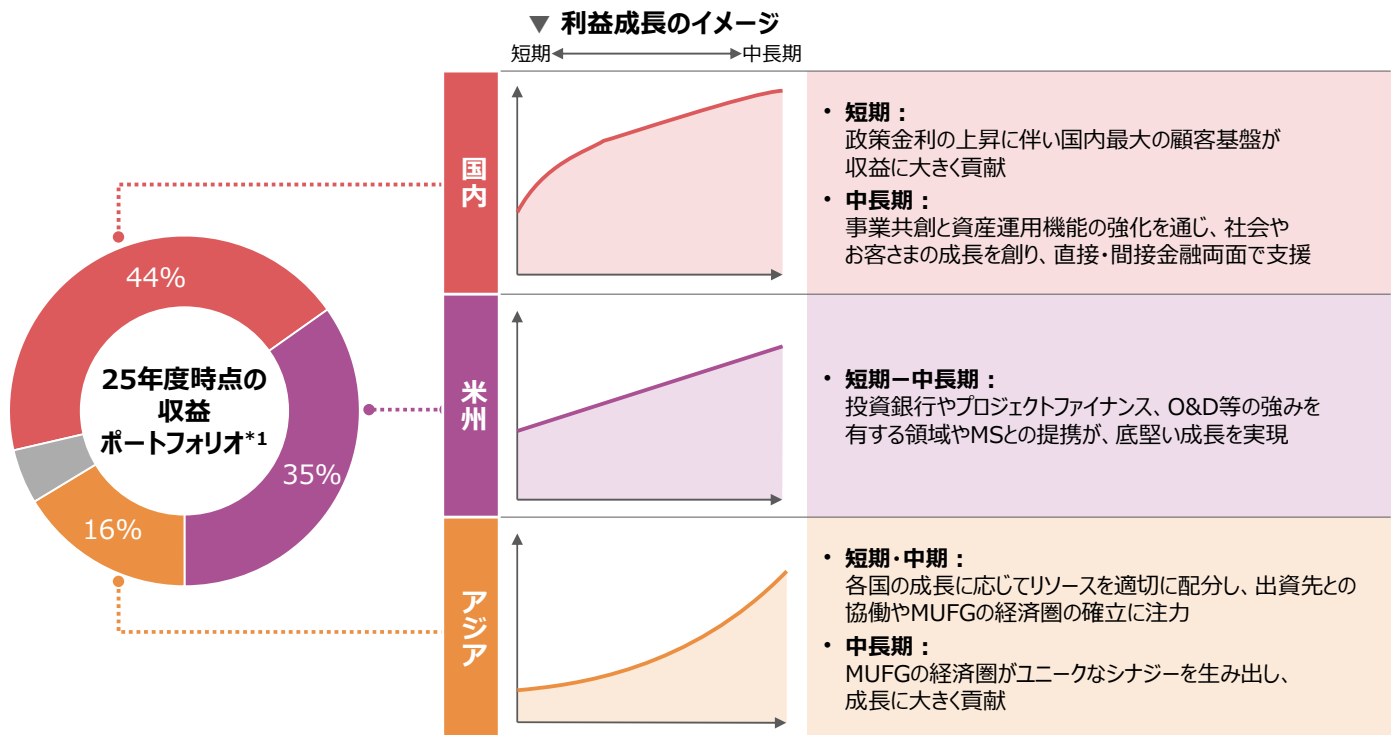 ▼ 利益成長のイメージ
短期 中長期
44%
35%
16%
25年度時点の
収益
ポートフォリオ*1
国内
• 短期：
政策金利の上昇に伴い国内最大の顧客基盤が
収益に大きく貢献
• 中長期：
事業共創と資産運用機能の強化を通じ、社会や
お客さまの成長を創り、直接・間接金融両面で支援
米州
• 短期－中長期：
投資銀行やプロジェクトファイナンス、O&D等の強みを
有する領域やMSとの提携が、底堅い成長を実現
アジア
• 短期・中期：
各国の成長に応じてリソースを適切に配分し、出資先との
協働やMUFGの経済圏の確立に注力
• 中長期：
MUFGの経済圏がユニークなシナジーを生み出し、
成長に大きく貢献